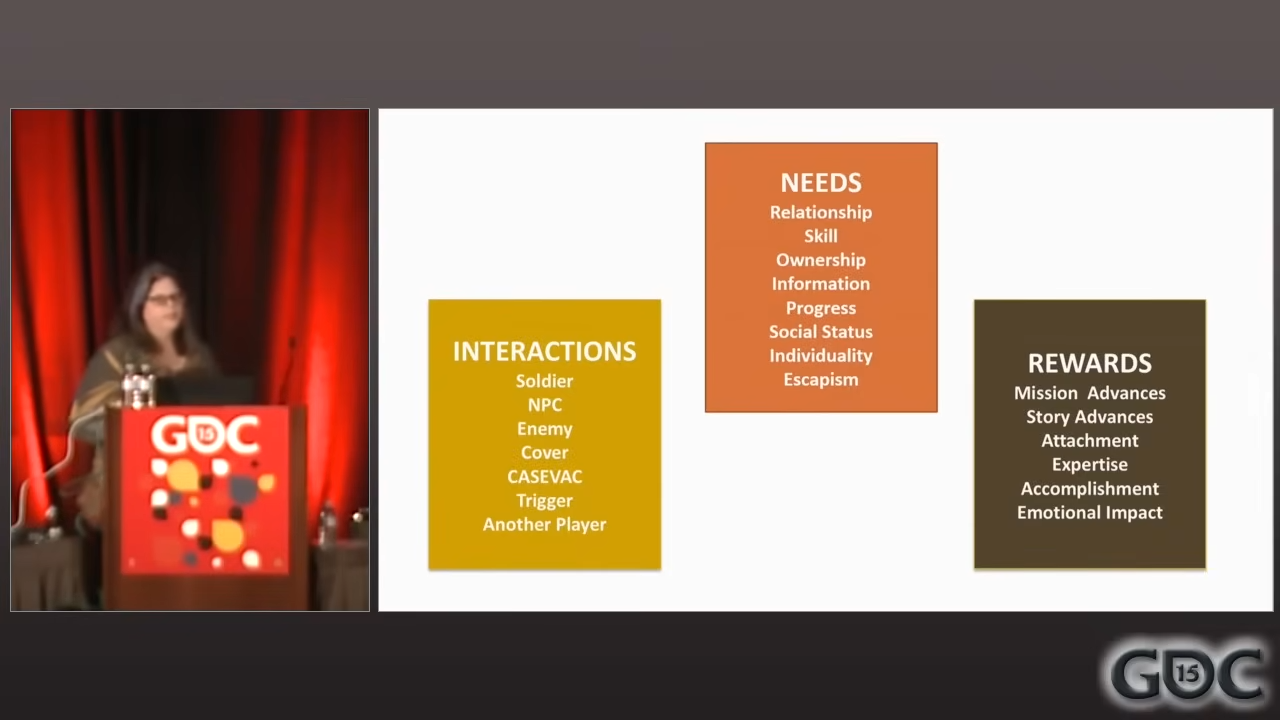 NEEDS
Relationship
Skill
Ownership
Information
Progress
Social Status
Individuality
Escapism
INTERACTIONS
Soldier
NPC
Enemy
Cover
CASEVAC
Trigger
Another Player
REWARDS
Mission Advances
Story Advances
Attachment
Expertise
Accomplishment
Emotional Impact
GDC 15
GDC 15